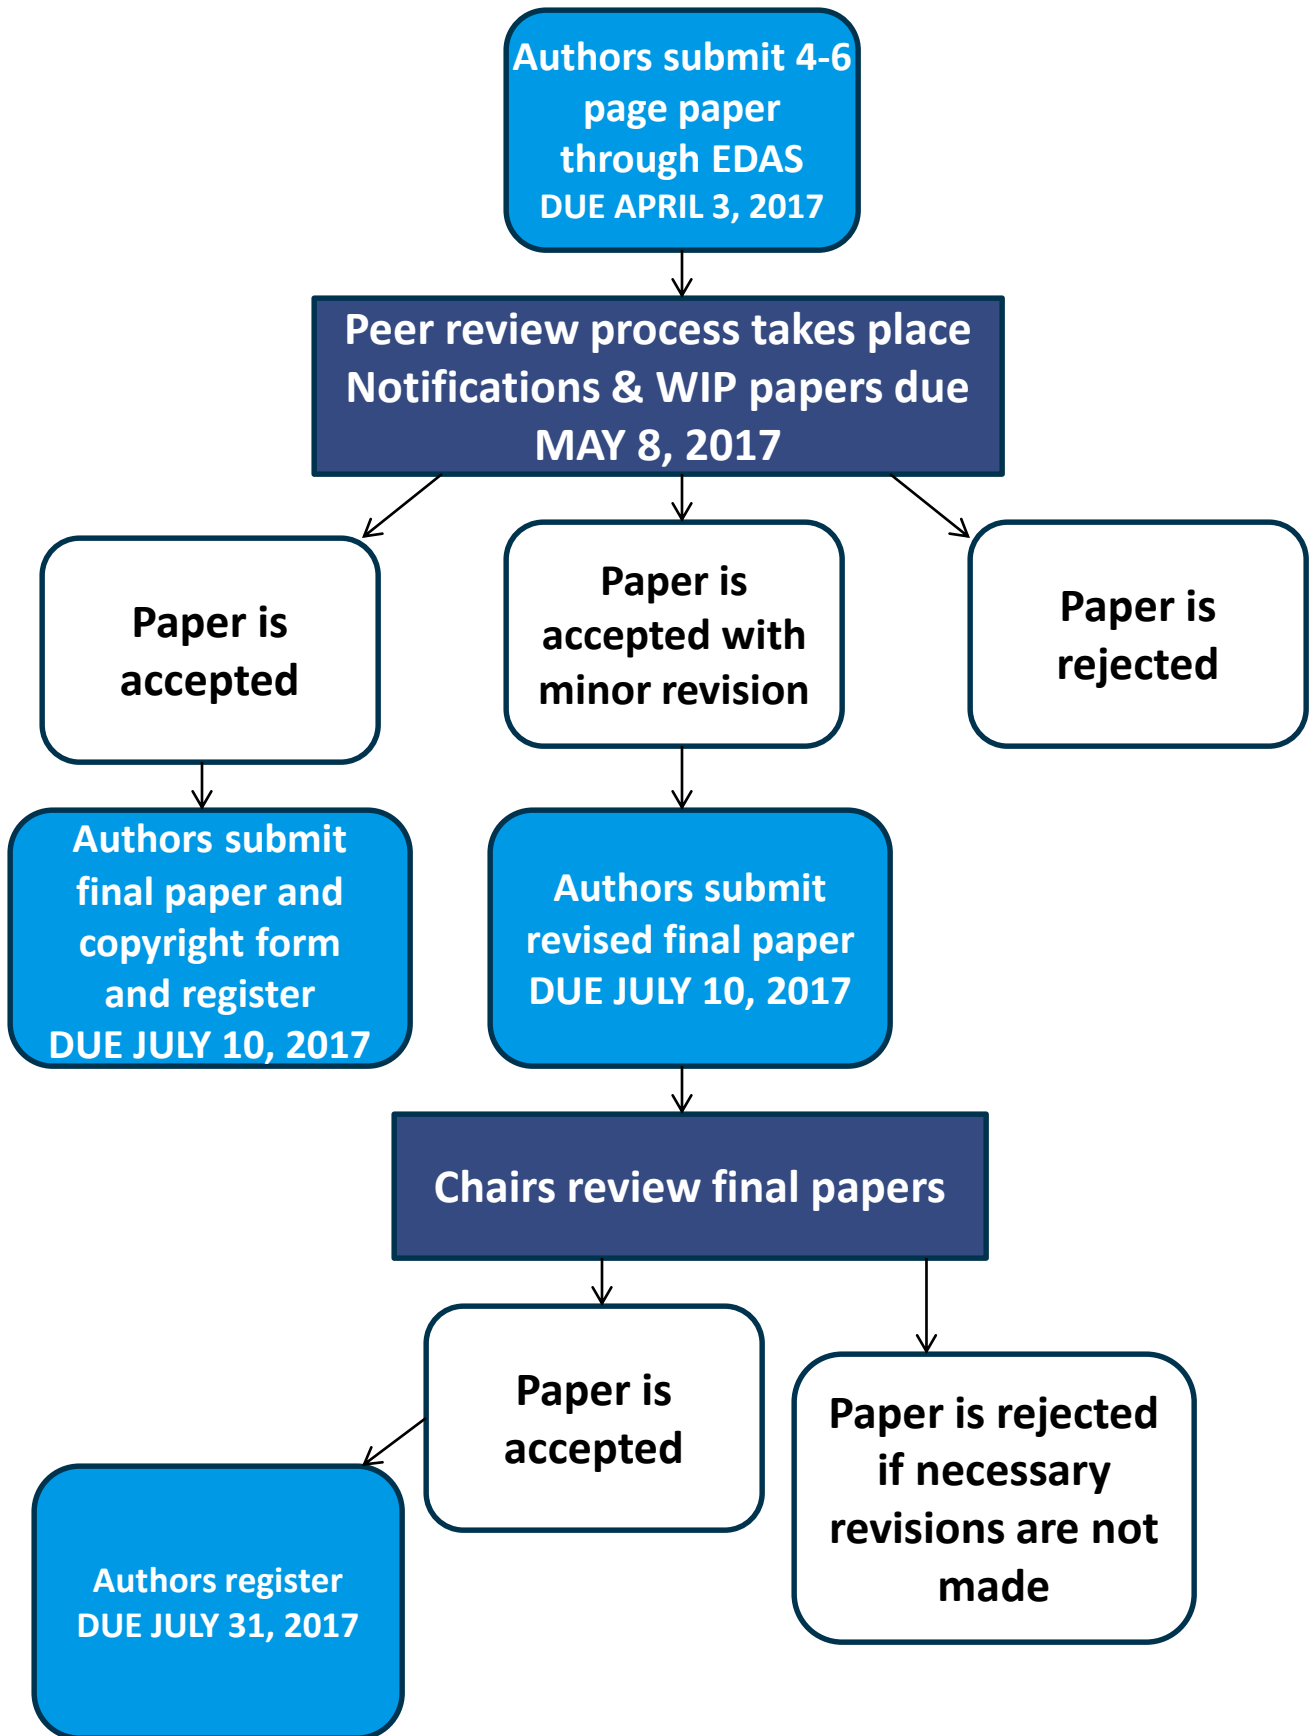 Authors submit 4-6
page paper
through EDAS
DUE APRIL 3, 2017
Peer review process takes place
Notifications & WIP papers due
MAY 8, 2017
Paper is
accepted
Paper is
accepted with
minor revision
Paper is
rejected
Authors submit
final paper and
copyright form
and register
DUE JULY 10, 2017
Authors submit
revised final paper
DUE JULY 10, 2017
Chairs review final papers
Paper is
accepted
Paper is rejected
if necessary
revisions are not
made
Authors register
DUE JULY 31, 2017